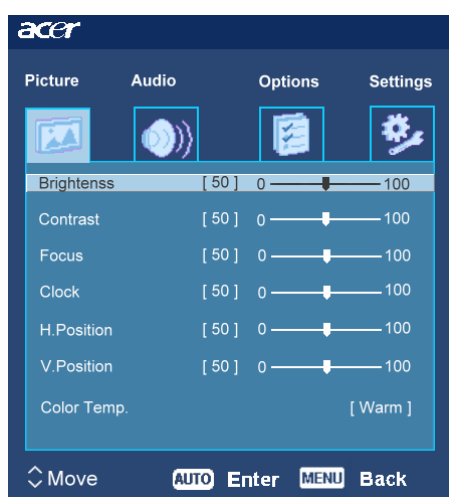 acer
Picture Audio Options Settings
Brightenss [ 50 ] 0 100
Contrast [ 50 ] 0 100
Focus [ 50 ] 0 100
Clock [ 50 ] 0 100
H.Position [ 50 ] 0 100
V.Position [ 50 ] 0 100
Color Temp. [ Warm ]
Move AUTO Enter MENU Back